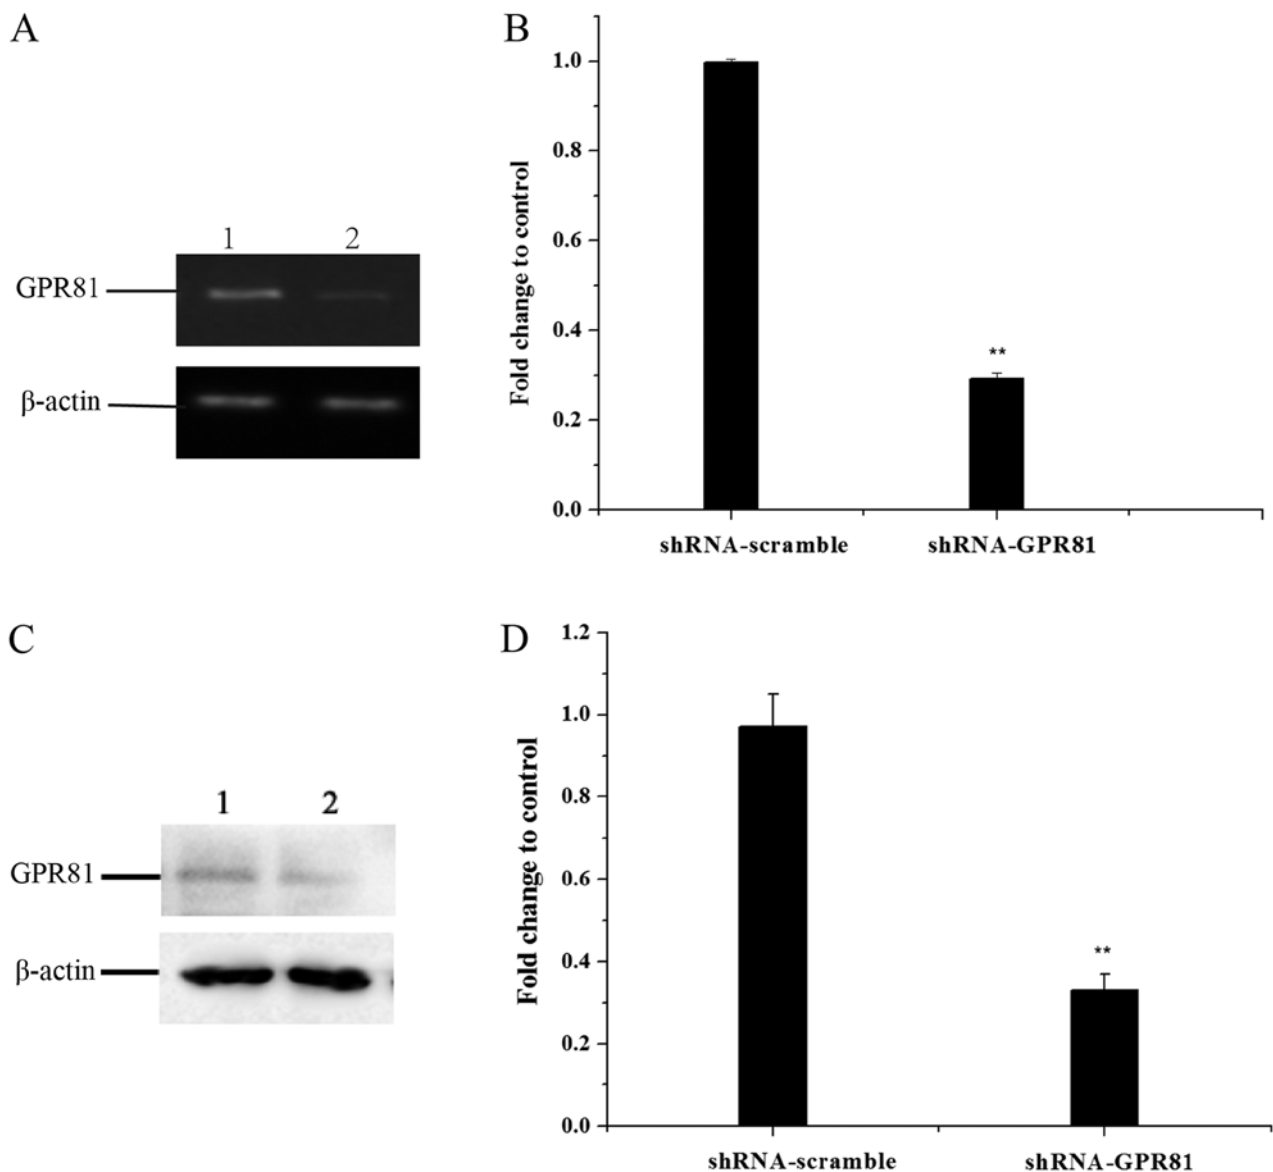 A
1 2
GPR81
β-actin
B
Fold change to control
1.0
0.8
0.6
0.4
0.2
0.0
**
shRNA-scramble shRNA-GPR81
C
1 2
GPR81
β-actin
D
Fold change to control
1.2
1.0
0.8
0.6
0.4
0.2
0.0
**
shRNA-scramble shRNA-GPR81